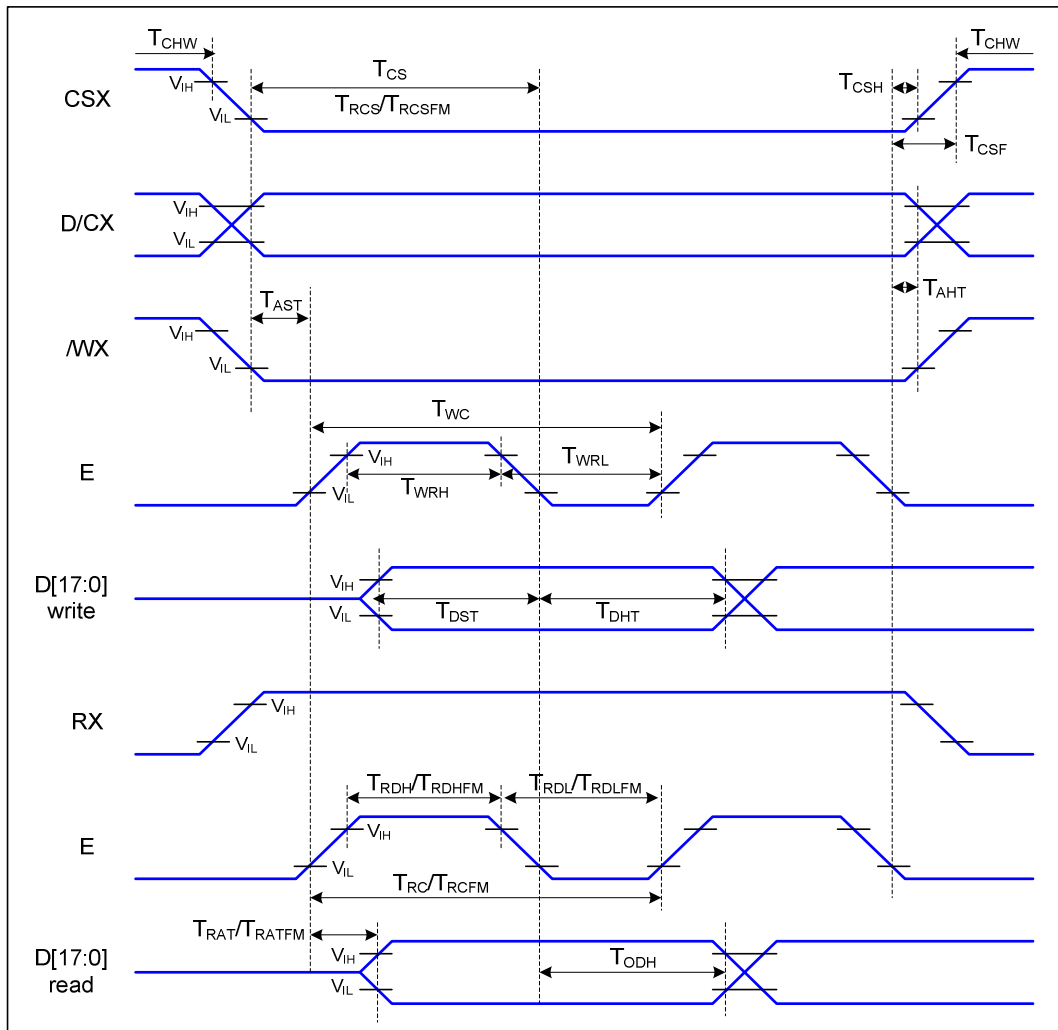 TCHW TCHW
TCS
VIH TCSH
CSX
TRCS/TRCSFM
VIL
TCSF
VIH
D/CX
VIL
TAST TAHT
VIH
/WX
VIL
TWC
VIH TWRL
E
TWRH
VIL
D[17:0]
write
VIH
TDST TDHT
VIL
VIH
RX
VIL
TRDH/TRDHFM TRDL/TRDLFM
VIH
E
VIL
TRC/TRCFM
TRAT/TRATFM
VIH TODH
D[17:0]
read
VIL